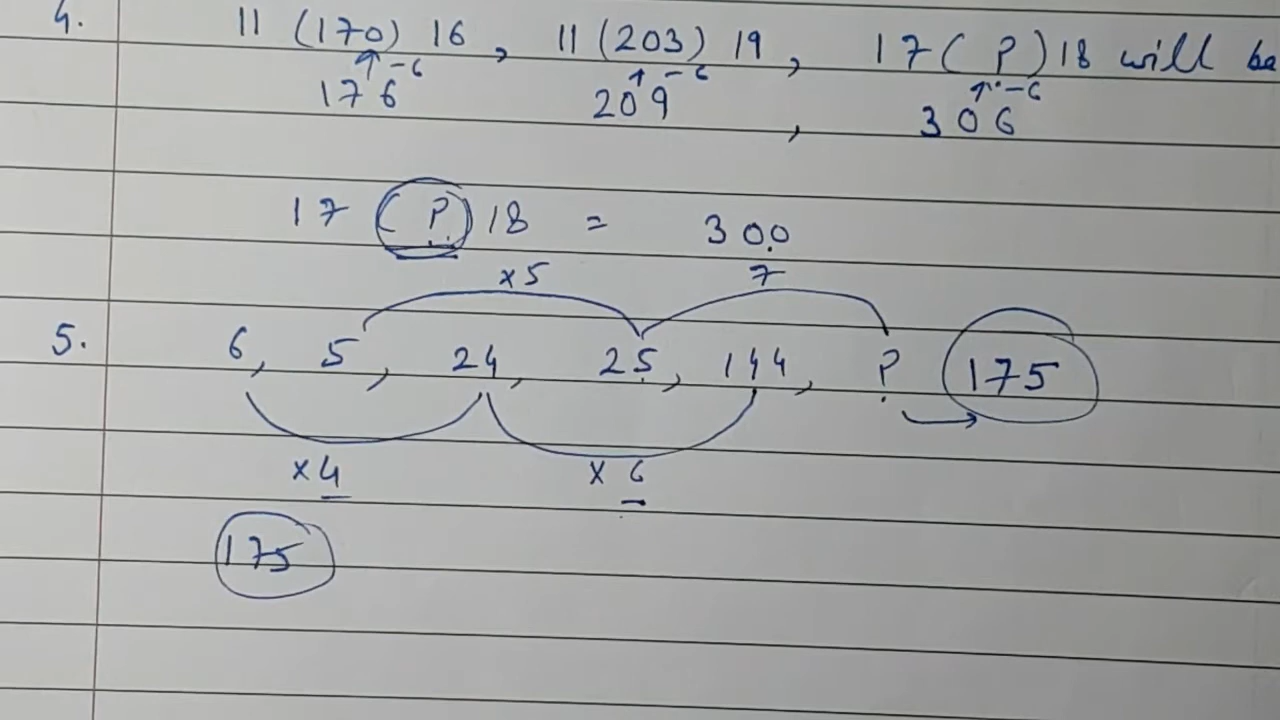 4. 11 (170) 16 , 11 (203) 19 , 17 ( ? ) 18 will be
↑ -6 ↑ -6 ↑ -6
176 209 , 306
17 ( ? ) 18 = 300
×5 7
5. 6, 5, 24, 25, 144, ? 175
×4 ×6
175